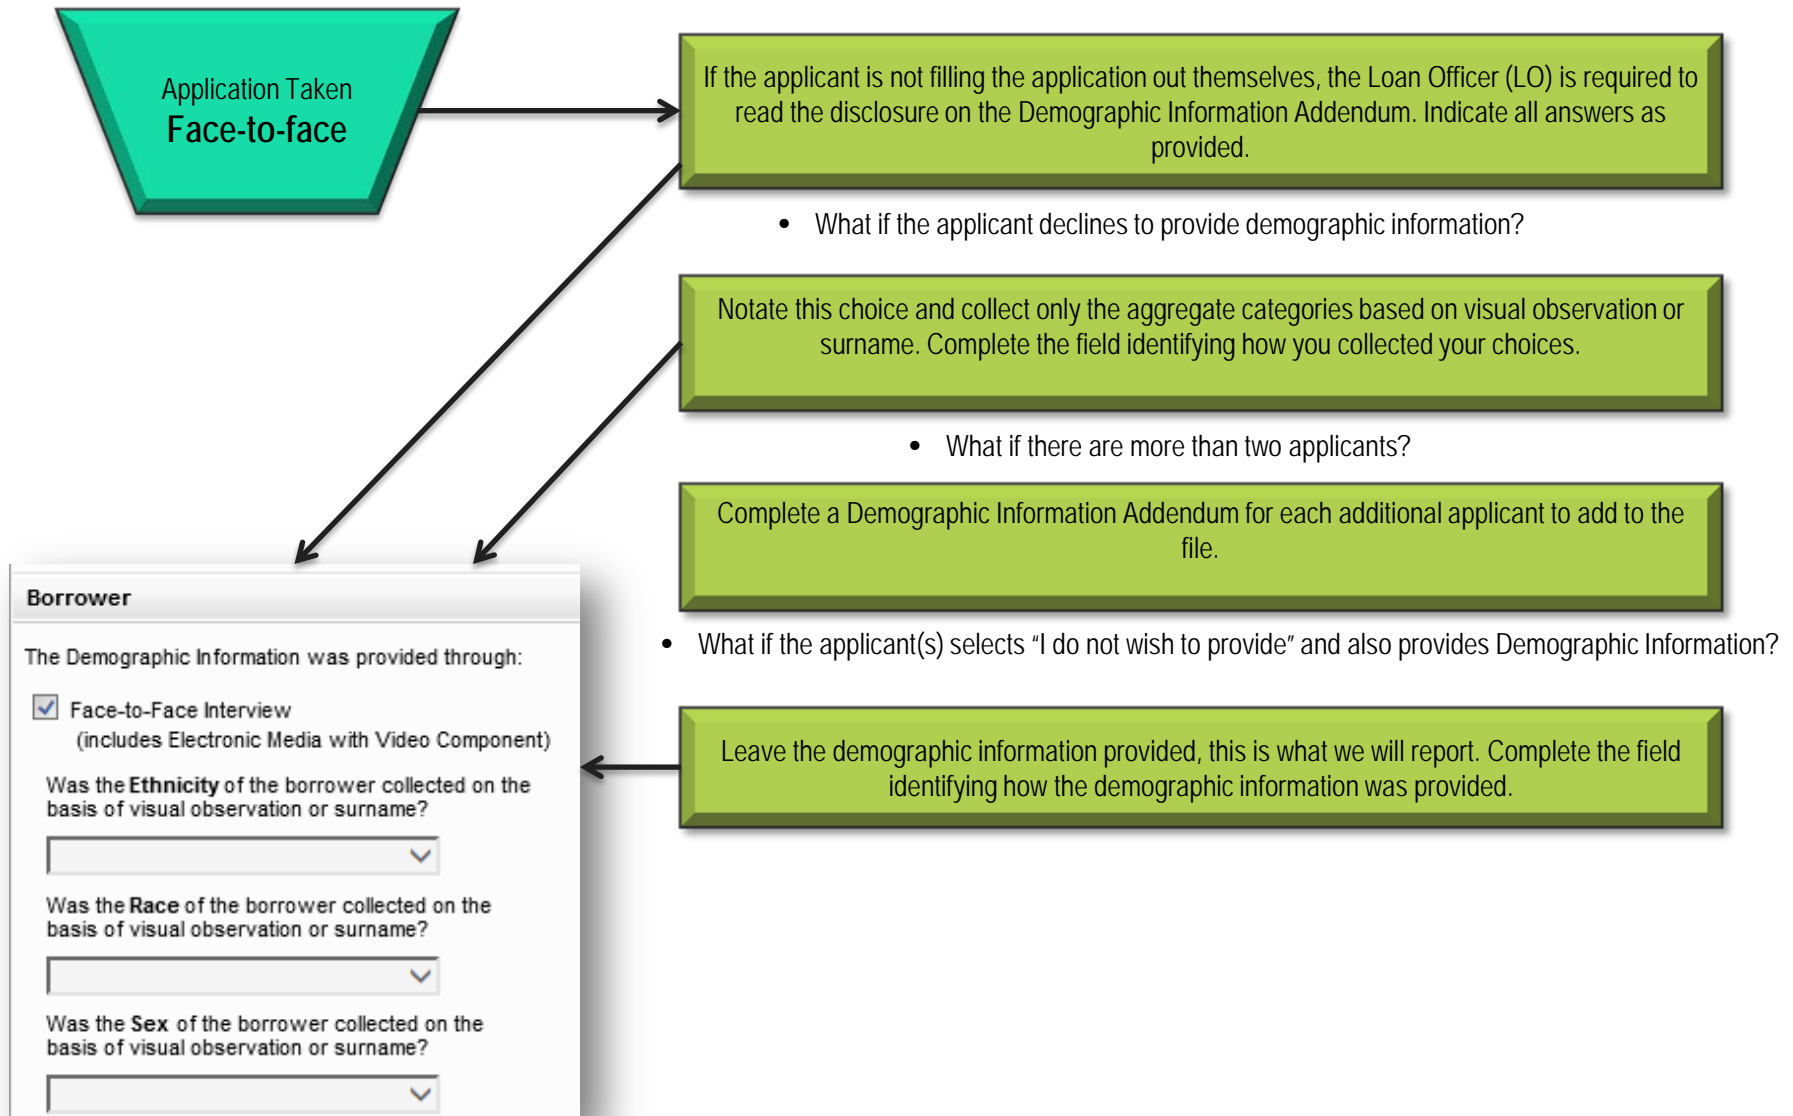 Application Taken
Face-to-face
If the applicant is not filling the application out themselves, the Loan Officer (LO) is required to
read the disclosure on the Demographic Information Addendum. Indicate all answers as
provided.
• What if the applicant declines to provide demographic information?
Notate this choice and collect only the aggregate categories based on visual observation or
surname. Complete the field identifying how you collected your choices.
• What if there are more than two applicants?
Complete a Demographic Information Addendum for each additional applicant to add to the
file.
• What if the applicant(s) selects “I do not wish to provide” and also provides Demographic Information?
Leave the demographic information provided, this is what we will report. Complete the field
identifying how the demographic information was provided.
Borrower
The Demographic Information was provided through:
Face-to-Face Interview
(includes Electronic Media with Video Component)
Was the Ethnicity of the borrower collected on the
basis of visual observation or surname?
Was the Race of the borrower collected on the
basis of visual observation or surname?
Was the Sex of the borrower collected on the
basis of visual observation or surname?